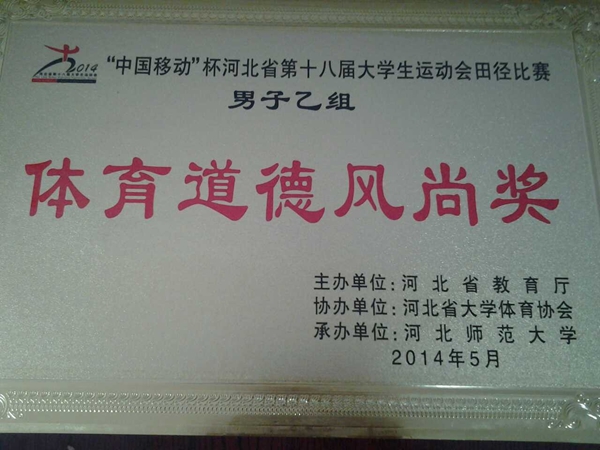 2014
“中国移动”杯河北省第十八届大学生运动会田径比赛
男子乙组
体育道德风尚奖
主办单位:河北省教育厅
协办单位:河北省大学体育协会
承办单位:河北师范大学
2014年5月